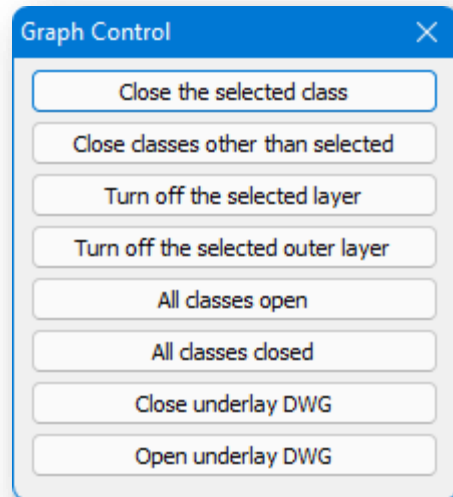 Graph Control
Close the selected class
Close classes other than selected
Turn off the selected layer
Turn off the selected outer layer
All classes open
All classes closed
Close underlay DWG
Open underlay DWG